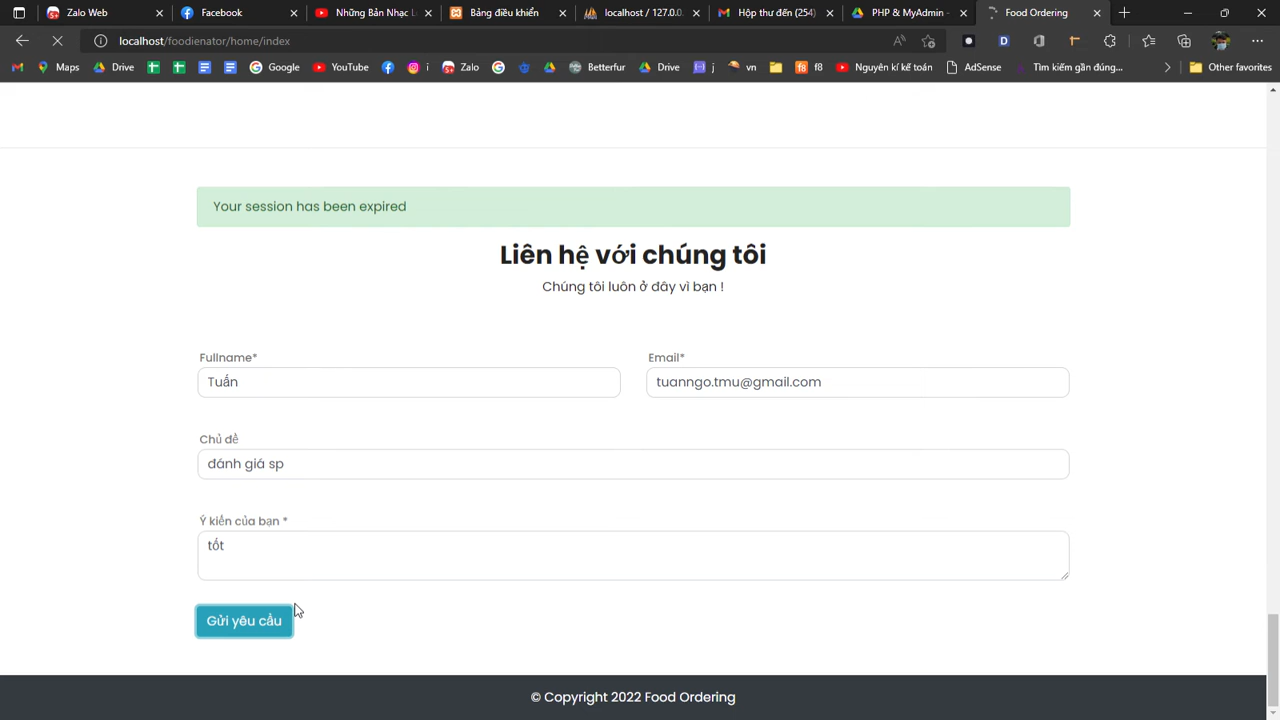 Zalo Web
Facebook
Những Bản Nhạc L
Bảng điều khiển
localhost / 127.0.0.
Hộp thư đến (254)
PHP & MyAdmin -
Food Ordering
localhost/foodienator/home/index
Maps
Drive
Google
YouTube
i
Zalo
Betterfur
Drive
j
vn
f8
Nguyên kí kế toán
AdSense
Tìm kiếm gần đúng,...
Other favorites
Your session has been expired
Liên hệ với chúng tôi
Chúng tôi luôn ở đây vì bạn !
Fullname*
Email*
Tuấn
tuanngo.tmu@gmail.com
Chủ đề
đánh giá sp
Ý kiến của bạn *
tốt
Gửi yêu cầu
© Copyright 2022 Food Ordering